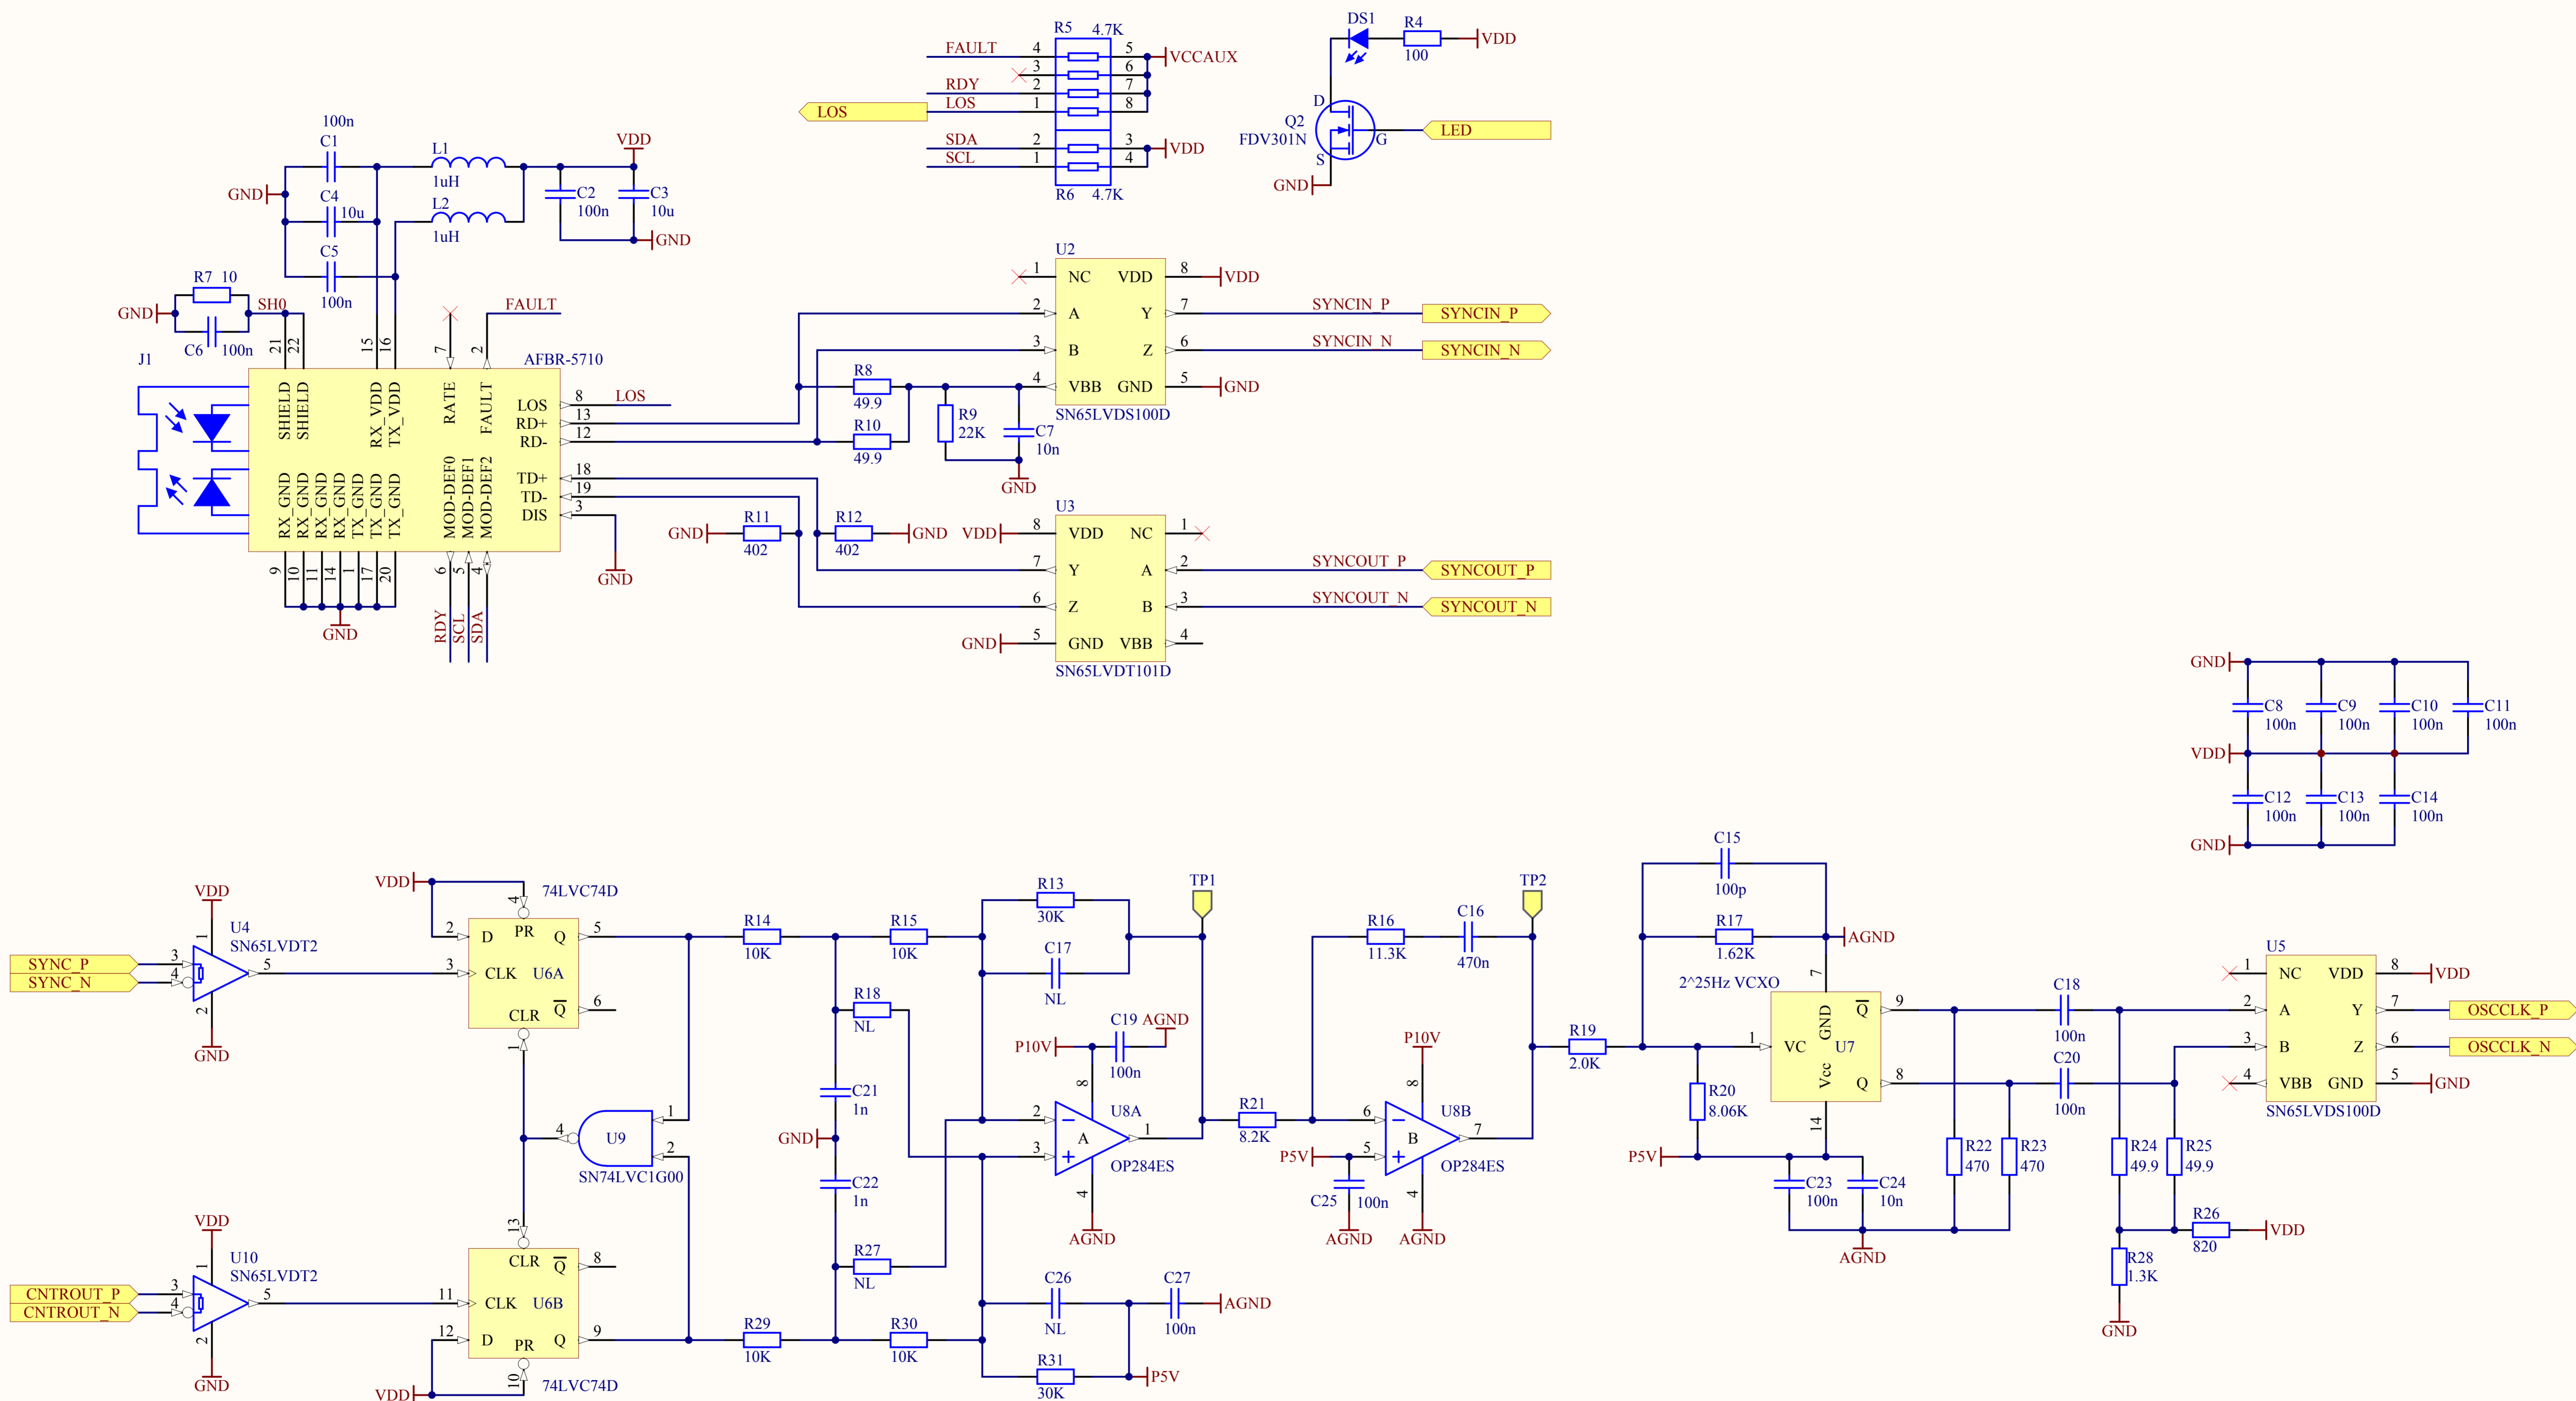 R5 4.7K
FAULT 4 5 VCCAUX
3 6
RDY 2 7
LOS LOS 1 8
SDA 2 3 VDD
SCL 1 4
R6 4.7K
DS1 R4
100 VDD
D
Q2
FDV301N
G LED
S
GND
100n
C1
L1
1uH
VDD
GND
C4
10u
L2
1uH
C2
100n
C3
10u
GND
C5
100n
R7 10
GND SH0
C6 100n
FAULT
J1
AFBR-5710
21 22 15 16 7 2
SHIELD
SHIELD
RX_VDD
TX_VDD
RATE
FAULT
LOS 8 LOS
RD+ 13
RD- 12
TD+ 18
TD- 19
DIS 3
GND
RX_GND
RX_GND
RX_GND
RX_GND
TX_GND
TX_GND
TX_GND
MOD-DEF0
MOD-DEF1
MOD-DEF2
9 10 11 14 1 17 20 6 5 4
GND
RDY
SCL
SDA
U2
1 NC VDD 8 VDD
2 A Y 7 SYNCIN_P SYNCIN_P
3 B Z 6 SYNCIN_N SYNCIN_N
4 VBB GND 5 GND
SN65LVDS100D
R8
49.9
R10
49.9
R9
22K
C7
10n
GND
GND R11
402
R12
402
GND
U3
VDD 8 VDD NC 1
7 Y A 2 SYNCOUT_P SYNCOUT_P
6 Z B 3 SYNCOUT_N SYNCOUT_N
GND 5 GND VBB 4
SN65LVDT101D
GND
C8
100n
C9
100n
C10
100n
C11
100n
VDD
C12
100n
C13
100n
C14
100n
GND
VDD
1
U4
SN65LVDT2
SYNC_P 3
SYNC_N 4
5
2
GND
VDD
74LVC74D
4
2 D PR Q 5
3 CLK U6A
CLR Q 6
1
U9
4 1
2
SN74LVC1G00
VDD
1
U10
SN65LVDT2
CNTROUT_P 3
CNTROUT_N 4
5
2
GND
13
CLR Q 8
11 CLK U6B
12 D PR Q 9
10
VDD
74LVC74D
R14
10K
R15
10K
R13
30K
C17
NL
R18
NL
C21
1n
GND
C22
1n
R27
NL
R29
10K
R30
10K
TP1
P10V
C19
100n
AGND
8
U8A
2
3
A
1
OP284ES
4
AGND
C26
NL
C27
100n
AGND
R31
30K
P5V
R21
8.2K
R16
11.3K
C16
470n
TP2
P10V
8
U8B
6
P5V 5
B
7
OP284ES
4
C25 100n
AGND
AGND
C15
100p
R17
1.62K
AGND
2^25Hz VCXO
R19
2.0K
7
GND
Q 9
1 VC U7
Vcc
Q 8
14
R20
8.06K
P5V
C23
100n
C24
10n
AGND
R22
470
R23
470
C18
100n
C20
100n
R24
49.9
R25
49.9
R26
820
VDD
R28
1.3K
GND
U5
1 NC VDD 8 VDD
2 A Y 7 OSCCLK_P
3 B Z 6 OSCCLK_N
4 VBB GND 5 GND
SN65LVDS100D